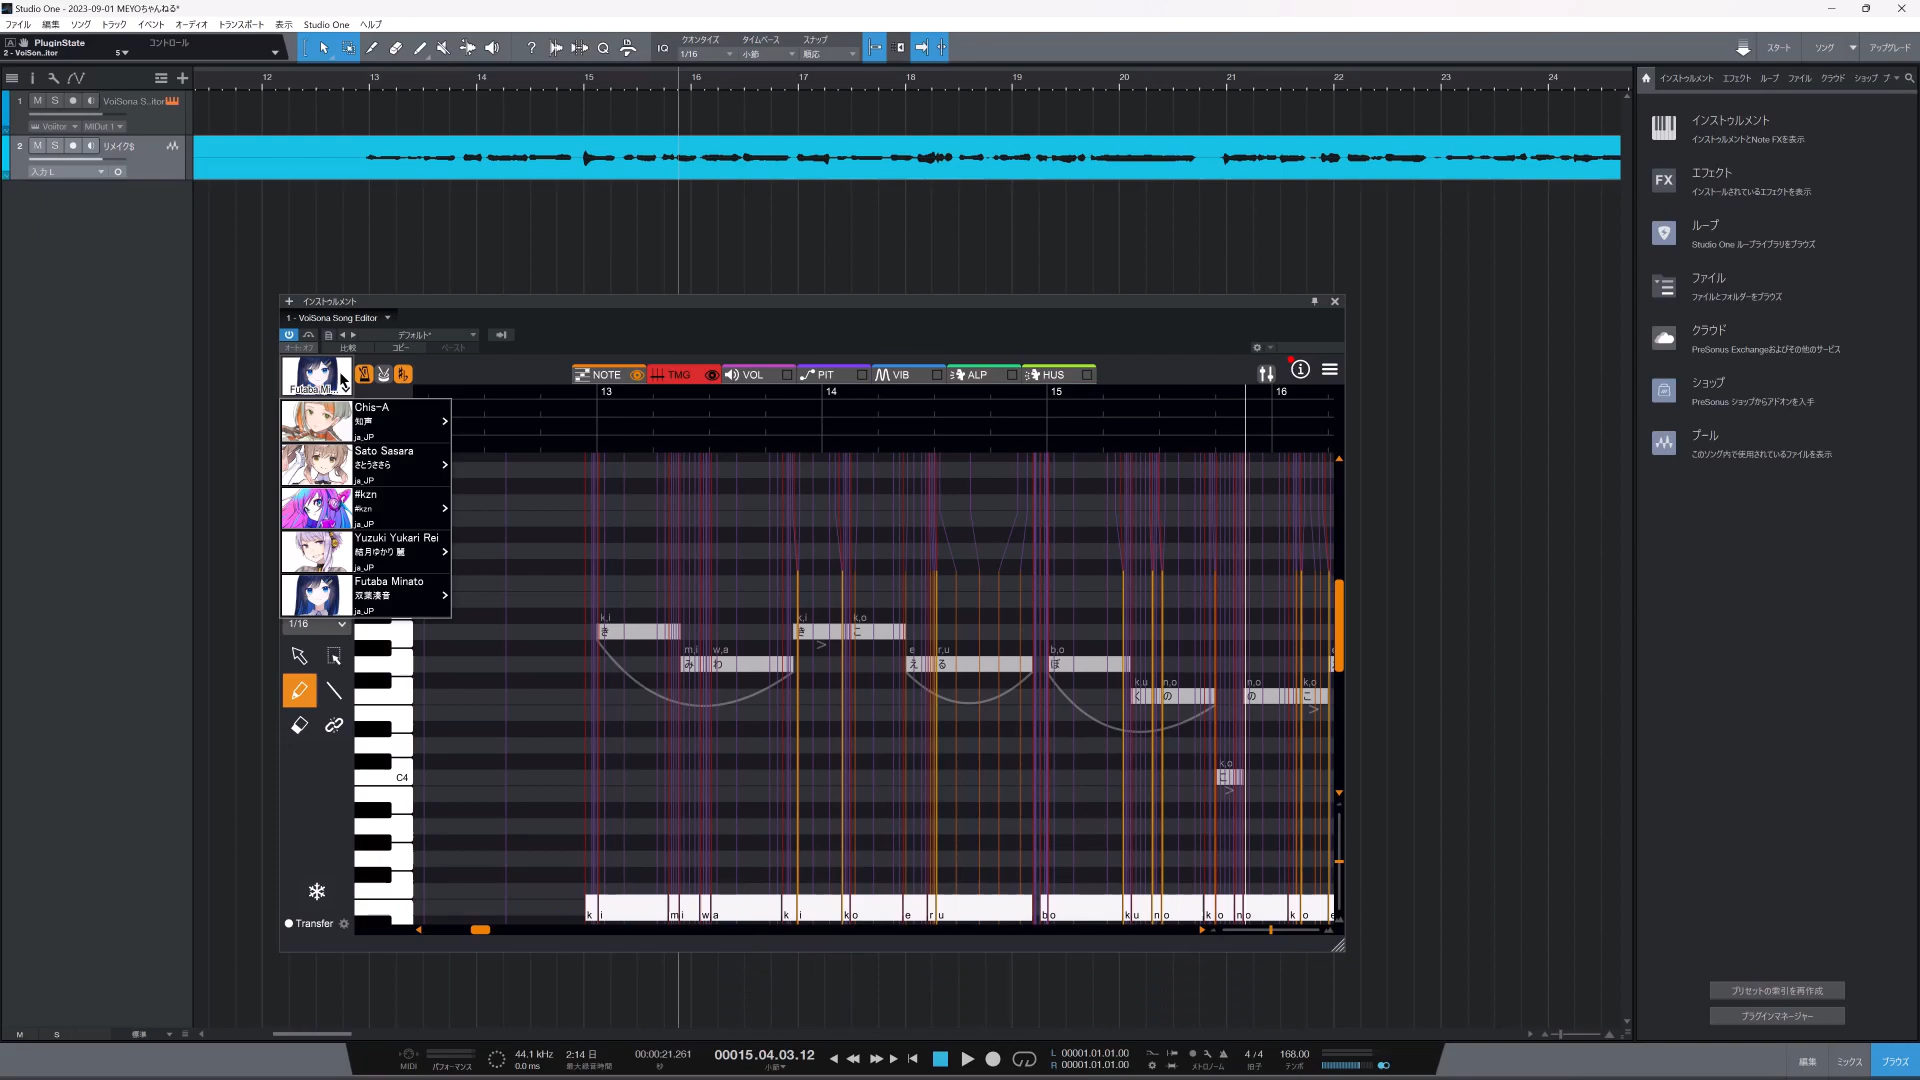 Studio One - 2023-09-01 MEYOちゃんねる*
ファイル 編集 ソング トラック イベント オーディオ トランスポート 表示 Studio One ヘルプ
PluginState コントロール
2 - VoiSon..itor 5
IQ クオンタイズ 1/16 タイムベース 小節 スナップ 順応
スタート ソング アップグレード
12 13 14 15 16 17 18 19 20 21 22 23 24
1 M S VoiSona S..itor
Voiitor MIDut 1
2 M S リメイク$
入力 L
インストゥルメント エフェクト ループ ファイル クラウド ショップ プ
インストゥルメント
インストゥルメントとNote FXを表示
FX エフェクト
インストールされているエフェクトを表示
ループ
Studio One ループライブラリをブラウズ
ファイル
ファイルとフォルダーをブラウズ
クラウド
PreSonus Exchangeおよびその他のサービス
ショップ
PreSonus ショップからアドオンを入手
プール
このソング内で使用されているファイルを表示
プリセットの索引を再作成
プラグインマネージャー
インストゥルメント
1 - VoiSona Song Editor
デフォルト*
オート:オフ 比較 コピー ペースト
Futaba Mi...
NOTE TMG VOL PIT VIB ALP HUS
13 14 15 16
Chis-A
知声
ja_JP
Sato Sasara
さとうささら
ja_JP
#kzn
#kzn
ja_JP
Yuzuki Yukari Rei
結月ゆかり 麗
ja_JP
Futaba Minato
双葉湊音
ja_JP
1/16
k,i k,i k,o
き き こ
m,i w,a e r,u b,o
み わ え る ぼ
k,u n,o n,o k,o
く の の こ
k,o
こ
C4
k i m i w a k i k o e r u b o k u n o k o n o k o e
Transfer
M S 標準
MIDI パフォーマンス
44.1 kHz
0.0 ms
2:14 日
最大録音時間
00:00:21.261
秒
00015.04.03.12
小節
L 00001.01.01.00
R 00001.01.01.00
メトロノーム
4 / 4
拍子
168.00
テンポ
編集 ミックス ブラウズ